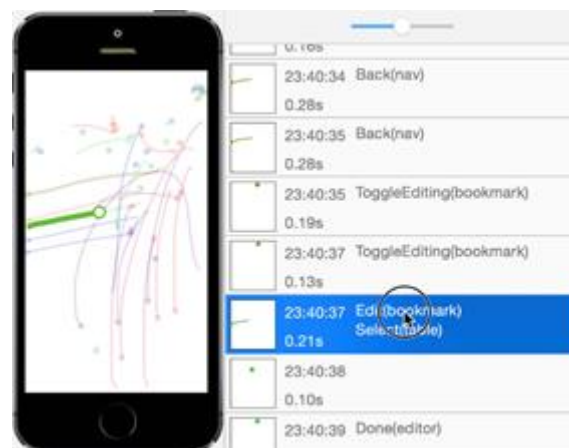 0.16s
23:40:34 Back(nav)
0.28s
23:40:35 Back(nav)
0.28s
23:40:35 ToggleEditing(bookmark)
0.19s
23:40:37 ToggleEditing(bookmark)
0.13s
23:40:37 Edit(bookmark)
Select(table)
0.21s
23:40:38
0.10s
23:40:39 Done(editor)